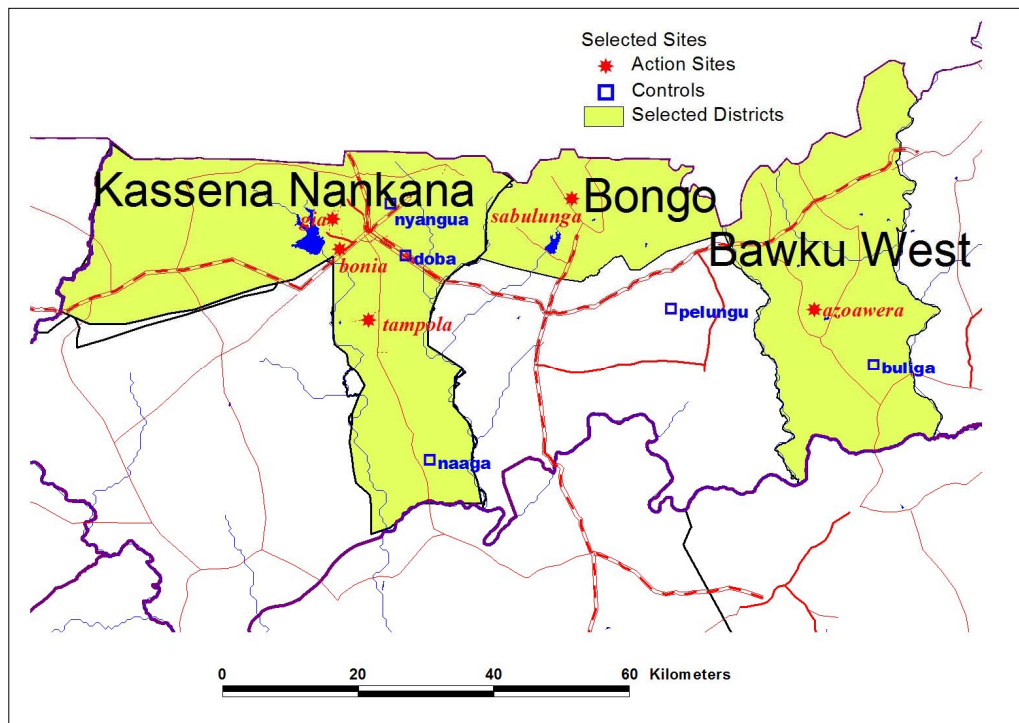 Selected Sites
Action Sites
Controls
Selected Districts
Kassena Nankana
Bongo
gia
nyangua
sabulunga
bonia
doba
Bawku West
tampola
pelungu
azoawera
buliga
naaga
0 20 40 60 Kilometers